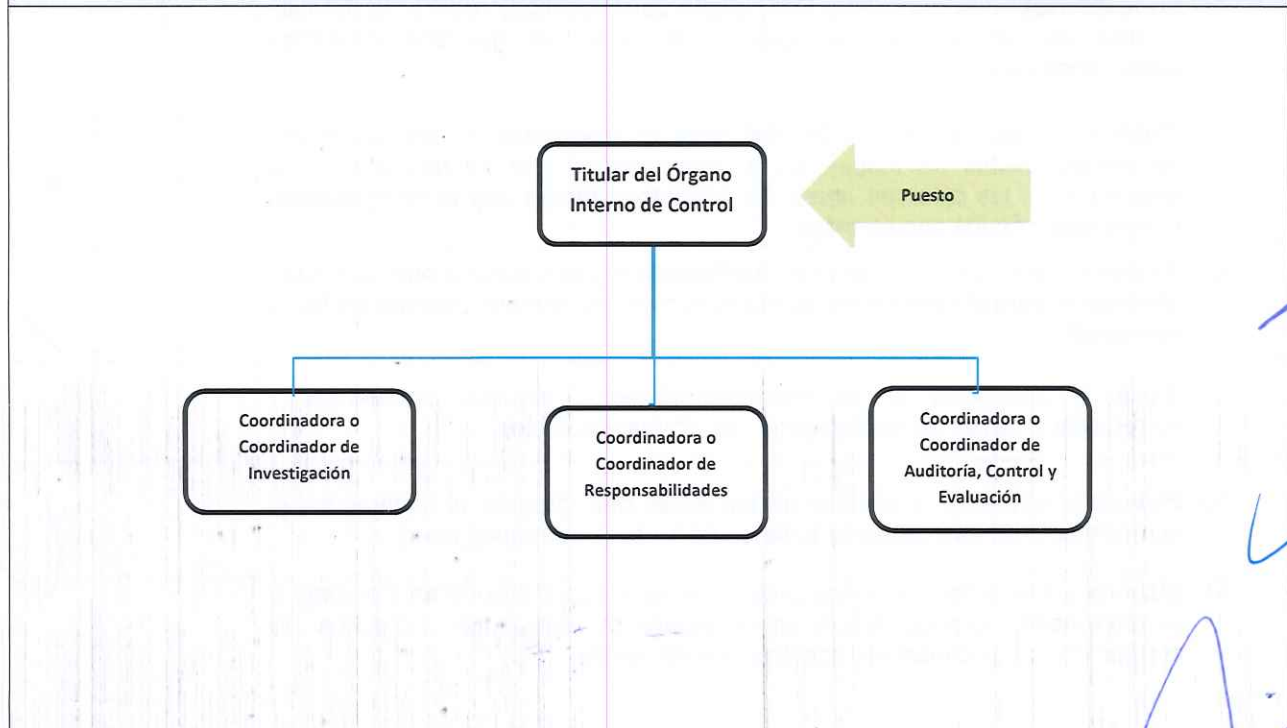 Titular del Órgano
Interno de Control
Puesto
Coordinadora o
Coordinador de
Investigación
Coordinadora o
Coordinador de
Responsabilidades
Coordinadora o
Coordinador de
Auditoría, Control y
Evaluación